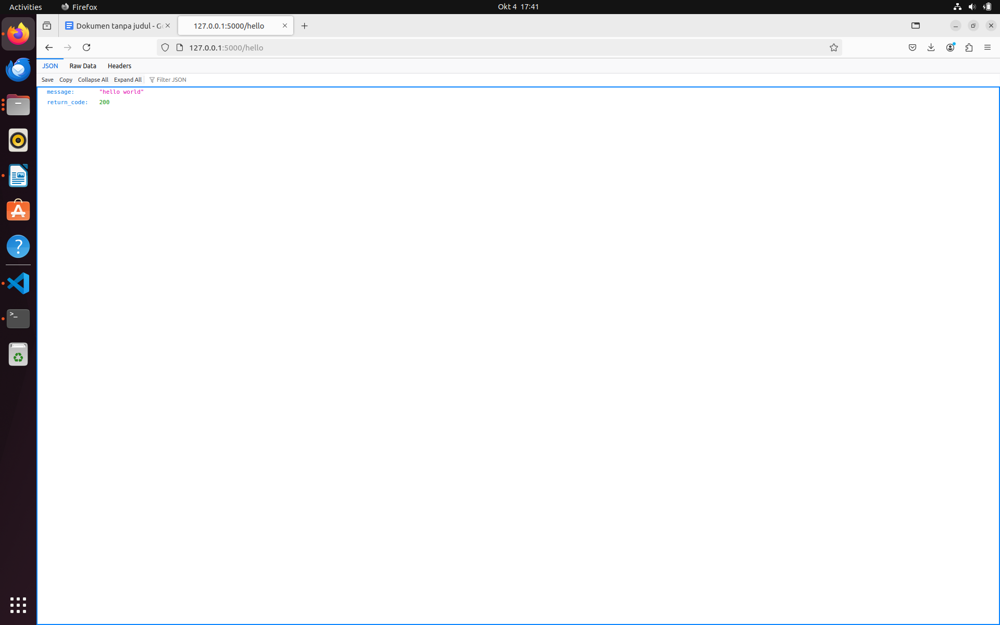 Activities
Firefox
Okt 4 17:41
Dokumen tanpa judul - Go
127.0.0.1:5000/hello
127.0.0.1:5000/hello
JSON
Raw Data
Headers
Save
Copy
Collapse All
Expand All
Filter JSON
message: "hello world"
return_code: 200